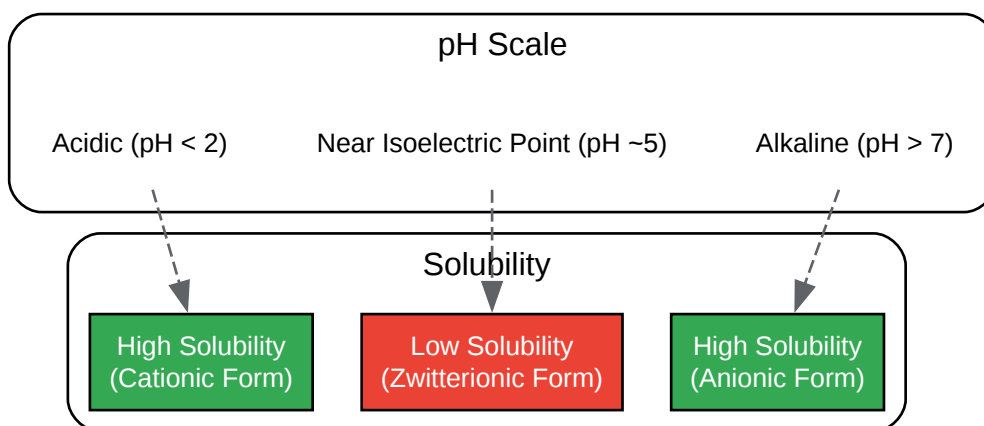 pH Scale
Acidic (pH < 2)
Near Isoelectric Point (pH ~5)
Alkaline (pH > 7)
Solubility
High Solubility
(Cationic Form)
Low Solubility
(Zwitterionic Form)
High Solubility
(Anionic Form)